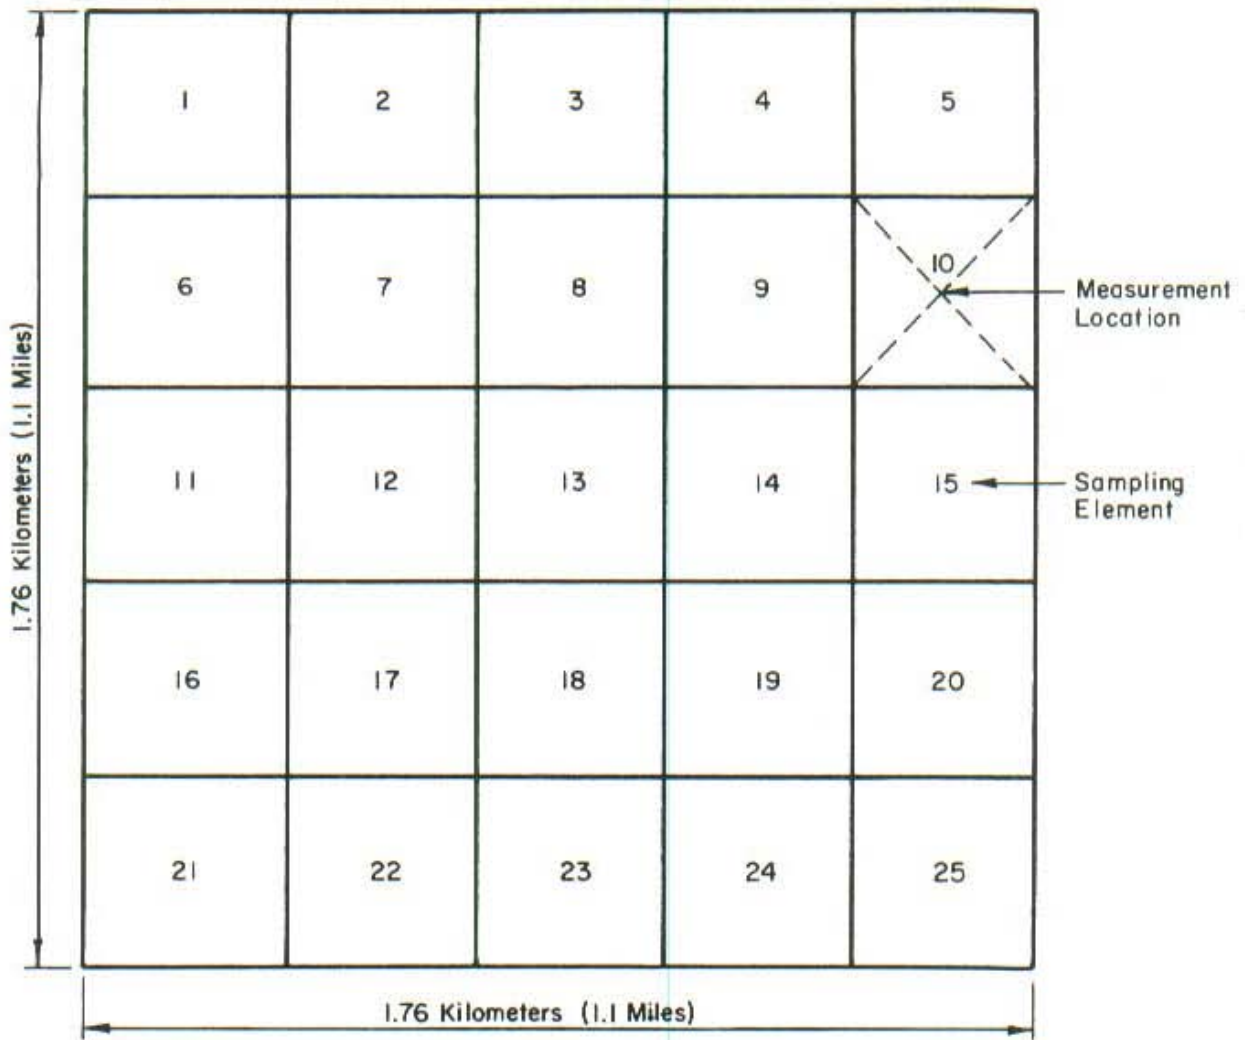 1 2 3 4 5
6 7 8 9 10
Measurement
Location
11 12 13 14 15
Sampling
Element
16 17 18 19 20
21 22 23 24 25
1.76 Kilometers (1.1 Miles)
1.76 Kilometers (1.1 Miles)